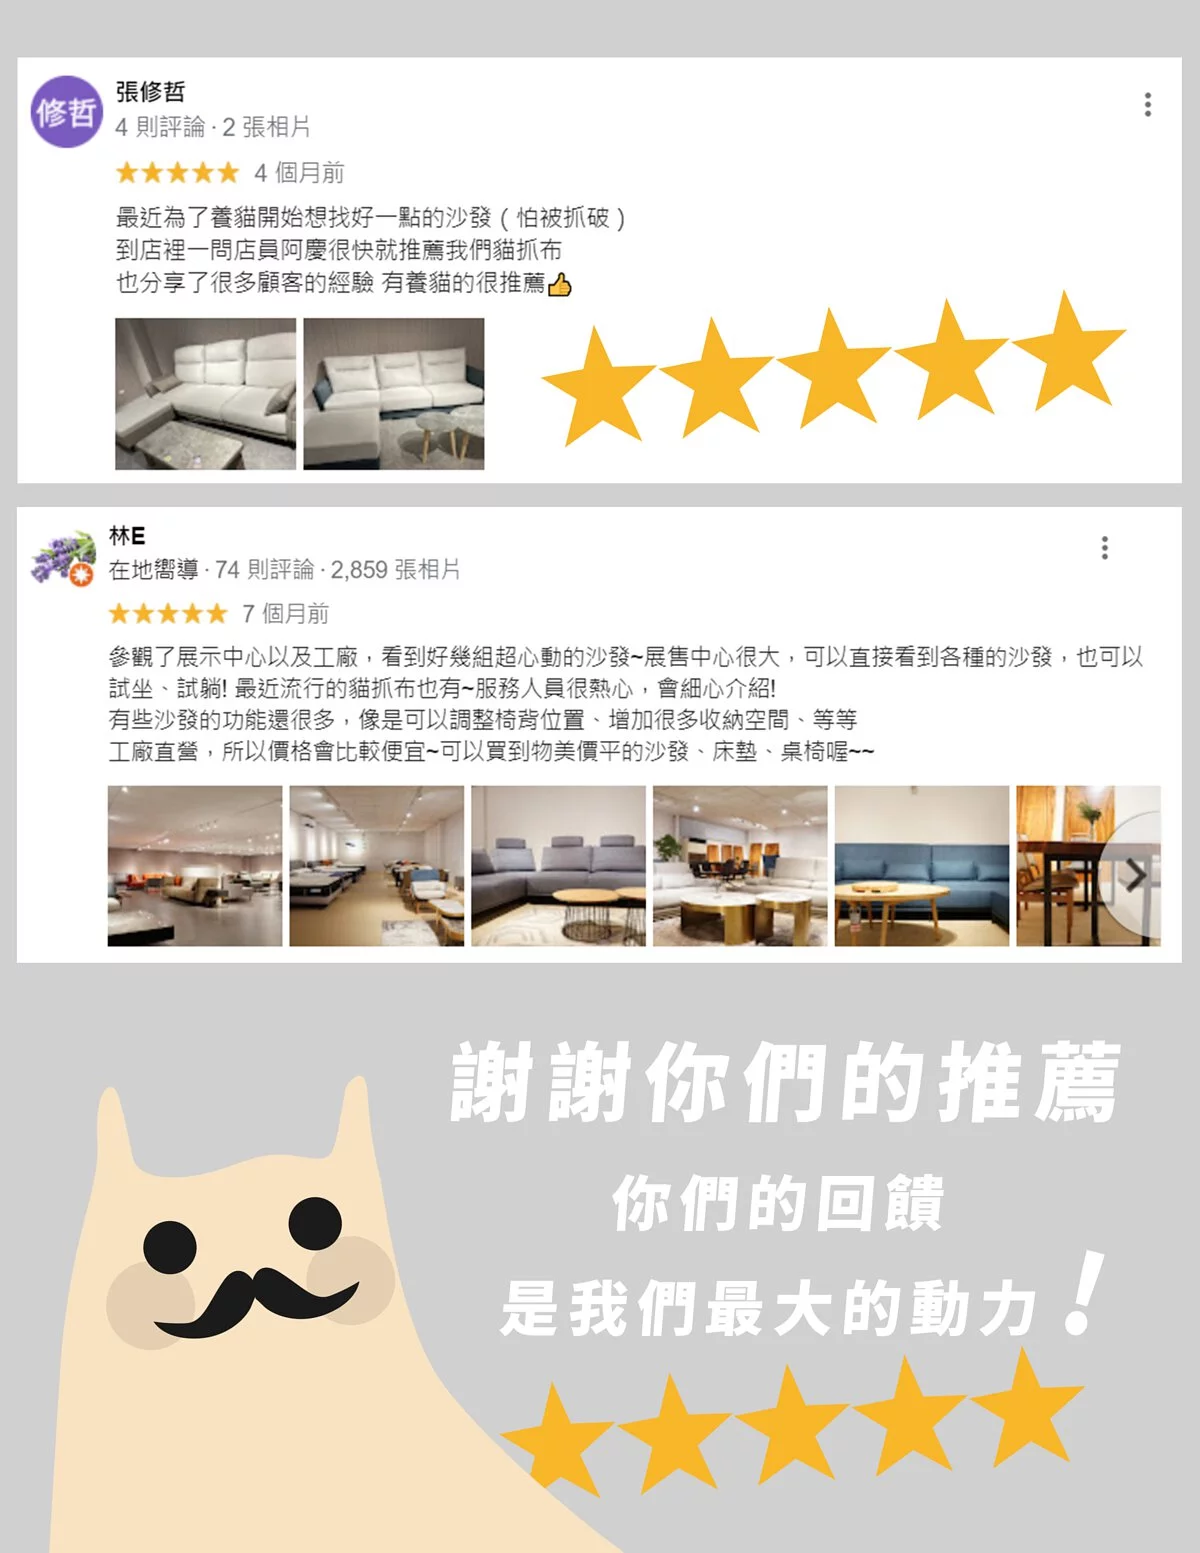 修哲
張修哲
4 則評論 · 2 張相片
4 個月前
最近為了養貓開始想找好一點的沙發 ( 怕被抓破 )
到店裡一問店員阿慶很快就推薦我們貓抓布
也分享了很多顧客的經驗 有養貓的很推薦👍
林E
在地嚮導 · 74 則評論 · 2,859 張相片
7 個月前
參觀了展示中心以及工廠，看到好幾組超心動的沙發~展售中心很大，可以直接看到各種的沙發，也可以
試坐、試躺! 最近流行的貓抓布也有~服務人員很熱心，會細心介紹!
有些沙發的功能還很多，像是可以調整椅背位置、增加很多收納空間、等等
工廠直營，所以價格會比較便宜~可以買到物美價平的沙發、床墊、桌椅喔~~
謝謝你們的推薦
你們的回饋
是我們最大的動力！